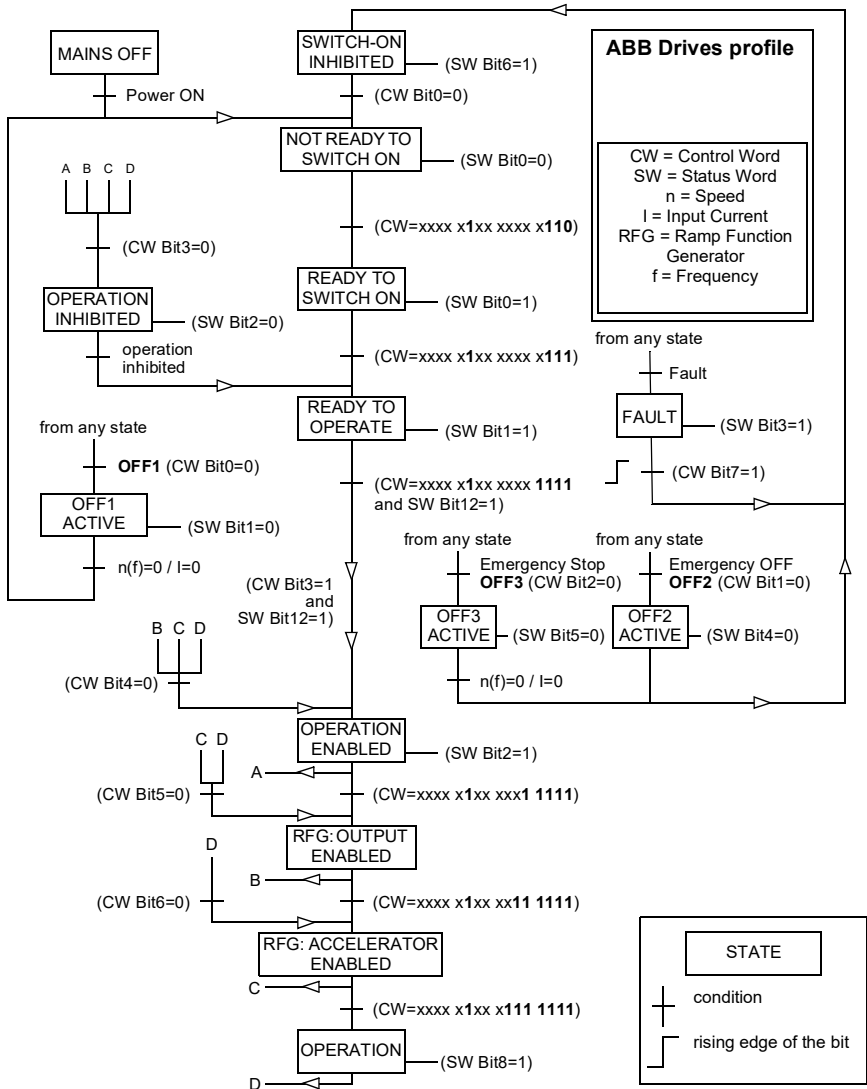 MAINS OFF
Power ON
SWITCH-ON
INHIBITED
(SW Bit6=1)
(CW Bit0=0)
ABB Drives profile
CW = Control Word
SW = Status Word
n = Speed
I = Input Current
RFG = Ramp Function
Generator
f = Frequency
NOT READY TO
SWITCH ON
(SW Bit0=0)
A B C D
(CW Bit3=0)
(CW=xxxx x1xx xxxx x110)
OPERATION
INHIBITED
(SW Bit2=0)
operation
inhibited
READY TO
SWITCH ON
(SW Bit0=1)
(CW=xxxx x1xx xxxx x111)
from any state
Fault
FAULT
(SW Bit3=1)
(CW Bit7=1)
READY TO
OPERATE
(SW Bit1=1)
from any state
OFF1 (CW Bit0=0)
OFF1
ACTIVE
(SW Bit1=0)
n(f)=0 / I=0
(CW=xxxx x1xx xxxx 1111
and SW Bit12=1)
(CW Bit3=1
and
SW Bit12=1)
from any state
Emergency Stop
OFF3 (CW Bit2=0)
OFF3
ACTIVE
(SW Bit5=0)
n(f)=0 / I=0
from any state
Emergency OFF
OFF2 (CW Bit1=0)
OFF2
ACTIVE
(SW Bit4=0)
B C D
(CW Bit4=0)
OPERATION
ENABLED
(SW Bit2=1)
A
C D
(CW Bit5=0)
(CW=xxxx x1xx xxx1 1111)
RFG: OUTPUT
ENABLED
B
D
(CW Bit6=0)
(CW=xxxx x1xx xx11 1111)
RFG: ACCELERATOR
ENABLED
C
(CW=xxxx x1xx x111 1111)
OPERATION
(SW Bit8=1)
D
STATE
condition
rising edge of the bit